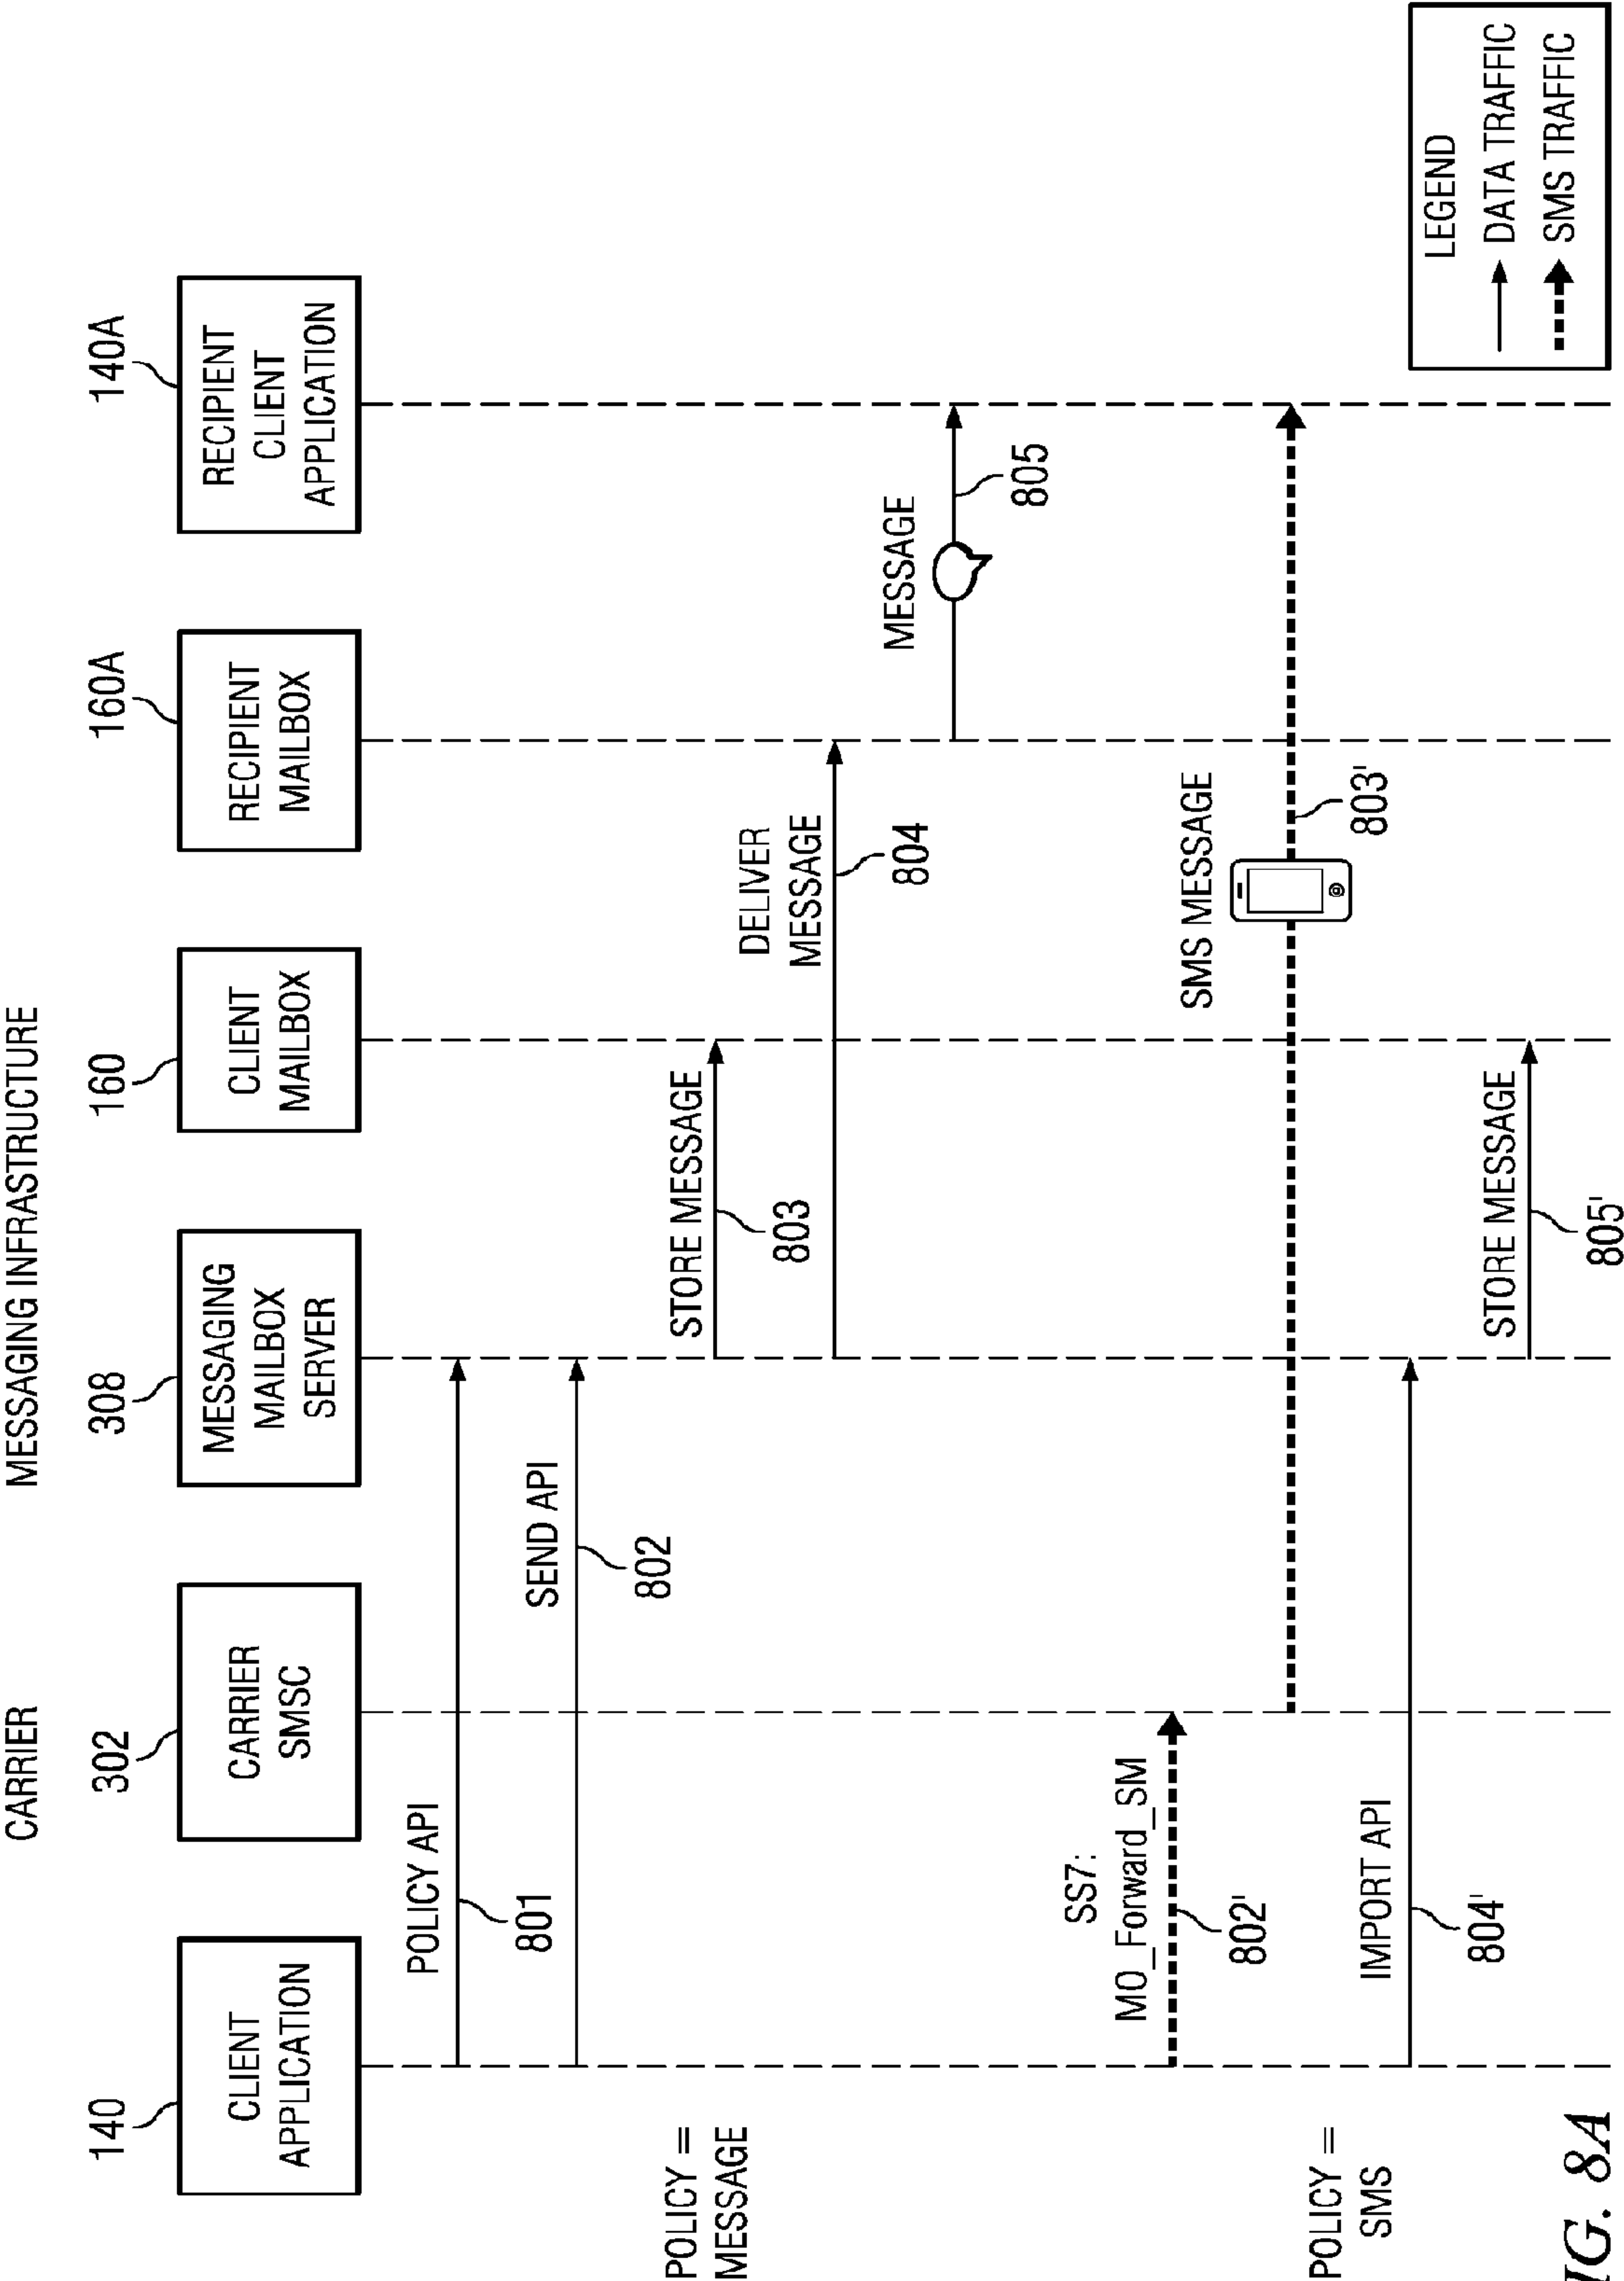 CARRIER
MESSAGING INFRASTRUCTURE
140
302
308
160
160A
140A
CLIENT
APPLICATION
CARRIER
SMSC
MESSAGING
MAILBOX
SERVER
CLIENT
MAILBOX
RECIPIENT
MAILBOX
RECIPIENT
CLIENT
APPLICATION
POLICY API
801
SEND API
802
POLICY =
MESSAGE
STORE MESSAGE
803
DELIVER
MESSAGE
804
MESSAGE
805
SS7:
MO_Forward_SM
802'
SMS MESSAGE
803'
POLICY =
SMS
IMPORT API
804'
STORE MESSAGE
805'
LEGEND
DATA TRAFFIC
SMS TRAFFIC
IG. 8A